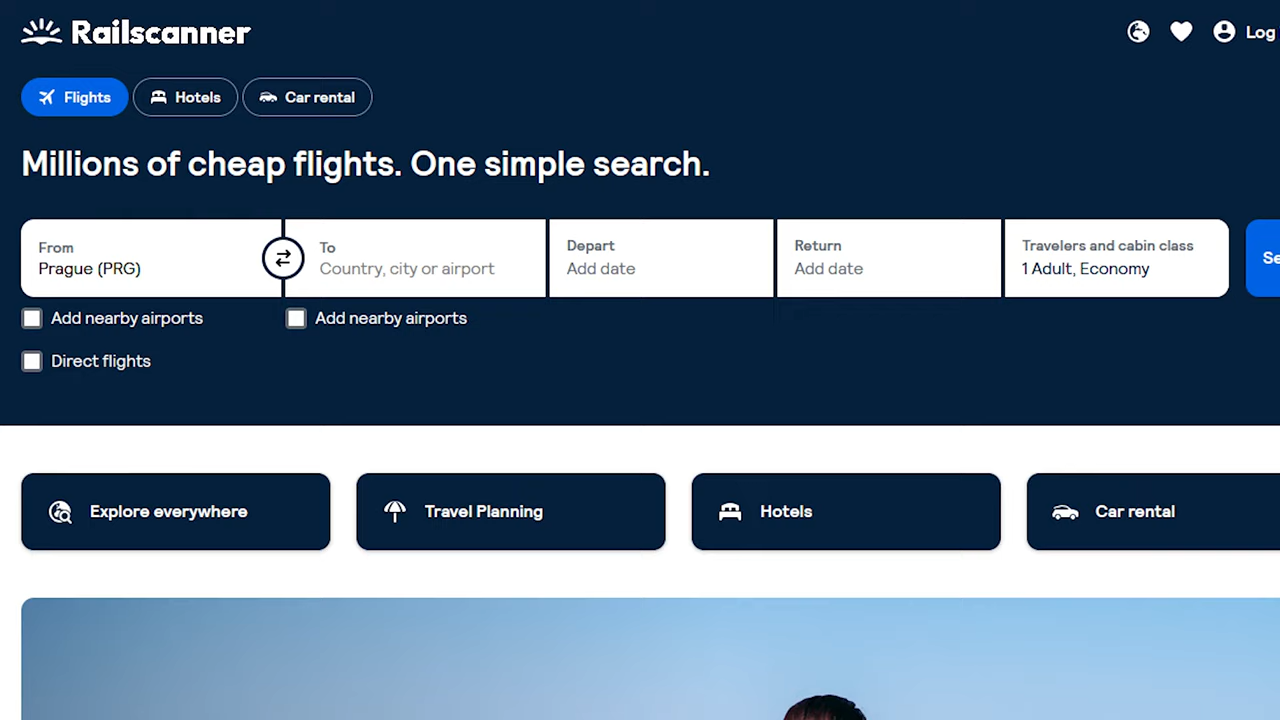 Railscanner
Log
Flights
Hotels
Car rental
Millions of cheap flights. One simple search.
From
Prague (PRG)
To
Country, city or airport
Depart
Add date
Return
Add date
Travelers and cabin class
1 Adult, Economy
Se
Add nearby airports
Add nearby airports
Direct flights
Explore everywhere
Travel Planning
Hotels
Car rental